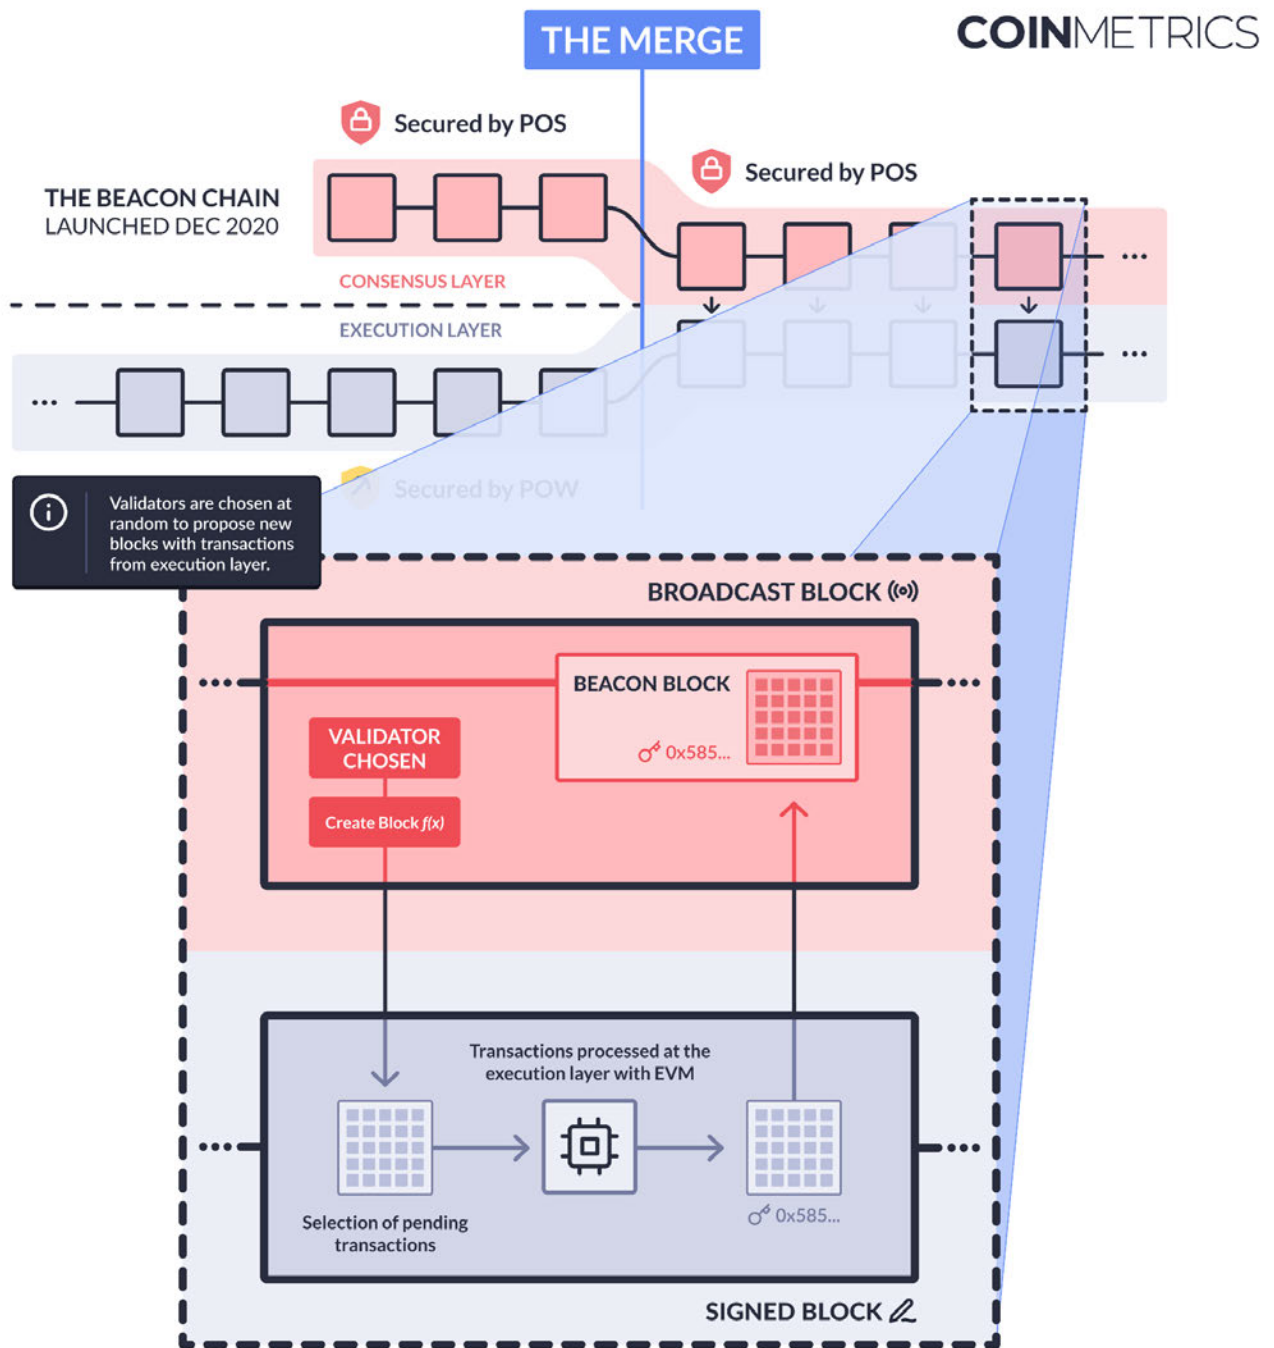 THE MERGE
COINMETRICS
Secured by POS
Secured by POS
THE BEACON CHAIN
LAUNCHED DEC 2020
CONSENSUS LAYER
EXECUTION LAYER
Secured by POW
Validators are chosen at
random to propose new
blocks with transactions
from execution layer.
BROADCAST BLOCK
BEACON BLOCK
0x585...
VALIDATOR
CHOSEN
Create Block f(x)
Transactions processed at the
execution layer with EVM
Selection of pending
transactions
0x585...
SIGNED BLOCK